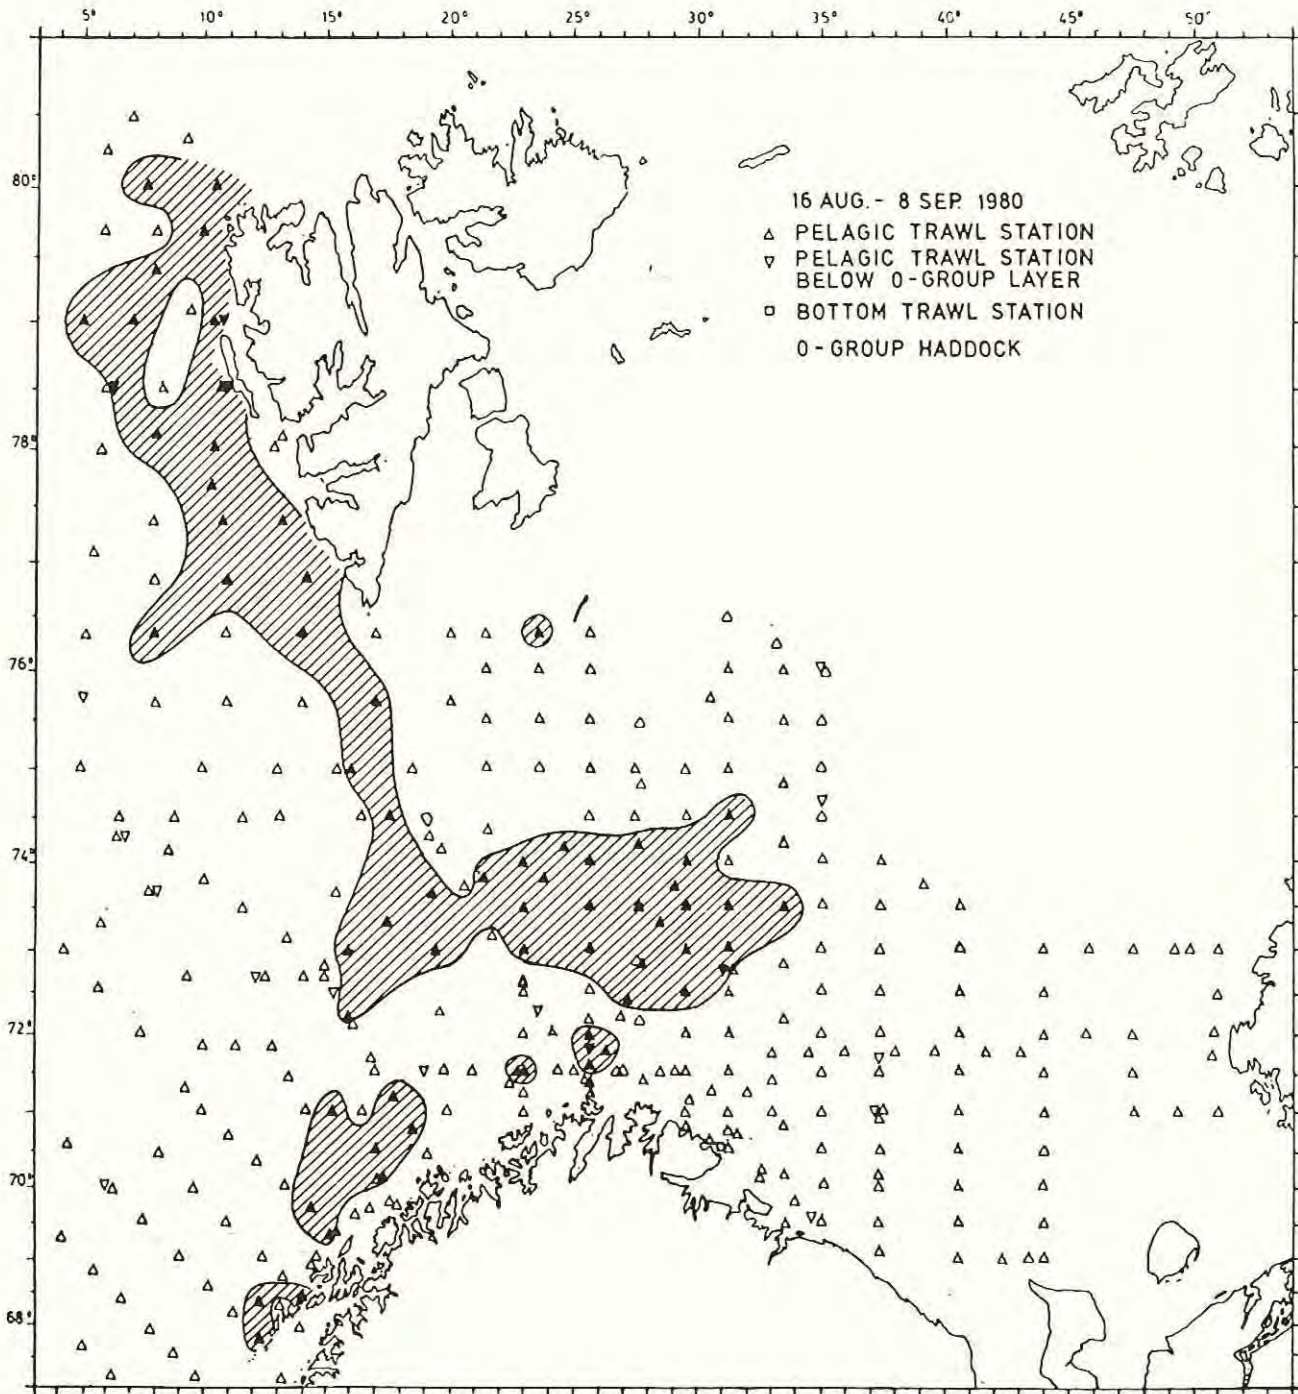 5° 10° 15° 20° 25° 30° 35° 40° 45° 50°
80°
16 AUG. - 8 SEP. 1980
△ PELAGIC TRAWL STATION
▽ PELAGIC TRAWL STATION
BELOW 0-GROUP LAYER
□ BOTTOM TRAWL STATION
0-GROUP HADDOCK
78°
76°
74°
72°
70°
68°